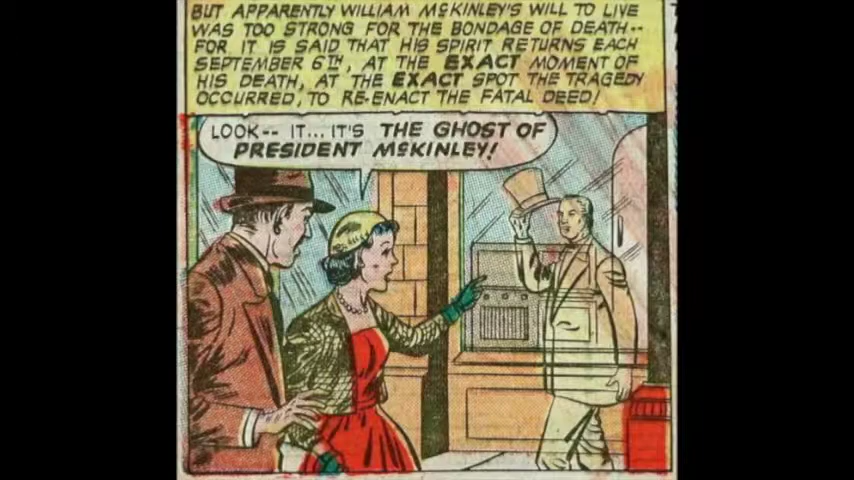 BUT APPARENTLY WILLIAM McKINLEY'S WILL TO LIVE
WAS TOO STRONG FOR THE BONDAGE OF DEATH--
FOR IT IS SAID THAT HIS SPIRIT RETURNS EACH
SEPTEMBER 6TH, AT THE EXACT MOMENT OF
HIS DEATH, AT THE EXACT SPOT THE TRAGEDY
OCCURRED, TO RE-ENACT THE FATAL DEED!
LOOK-- IT... IT'S THE GHOST OF
PRESIDENT McKINLEY!